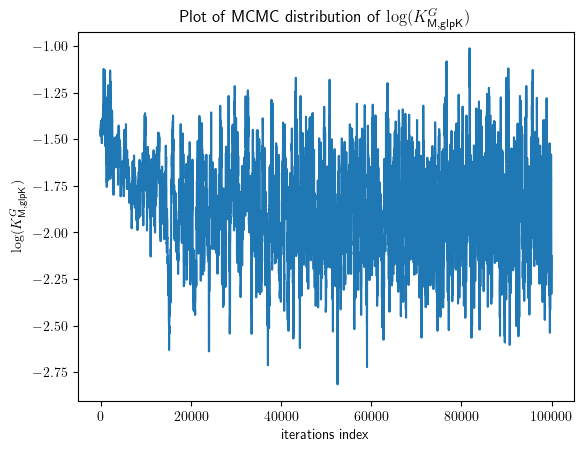 Plot of MCMC distribution of log(K^G_{M,glpK})
−1.00
−1.25
−1.50
−1.75
−2.00
−2.25
−2.50
−2.75
log(K^G_{M,glpK})
0 20000 40000 60000 80000 100000
iterations index